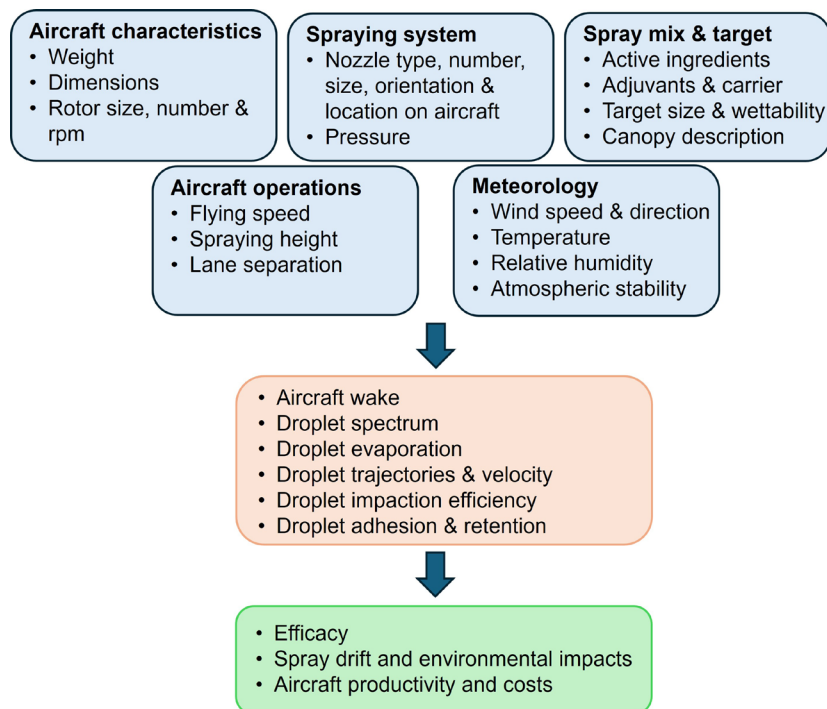 Aircraft characteristics
• Weight
• Dimensions
• Rotor size, number &
rpm
Spraying system
• Nozzle type, number,
size, orientation &
location on aircraft
• Pressure
Spray mix & target
• Active ingredients
• Adjuvants & carrier
• Target size & wettability
• Canopy description
Aircraft operations
• Flying speed
• Spraying height
• Lane separation
Meteorology
• Wind speed & direction
• Temperature
• Relative humidity
• Atmospheric stability
• Aircraft wake
• Droplet spectrum
• Droplet evaporation
• Droplet trajectories & velocity
• Droplet impaction efficiency
• Droplet adhesion & retention
• Efficacy
• Spray drift and environmental impacts
• Aircraft productivity and costs